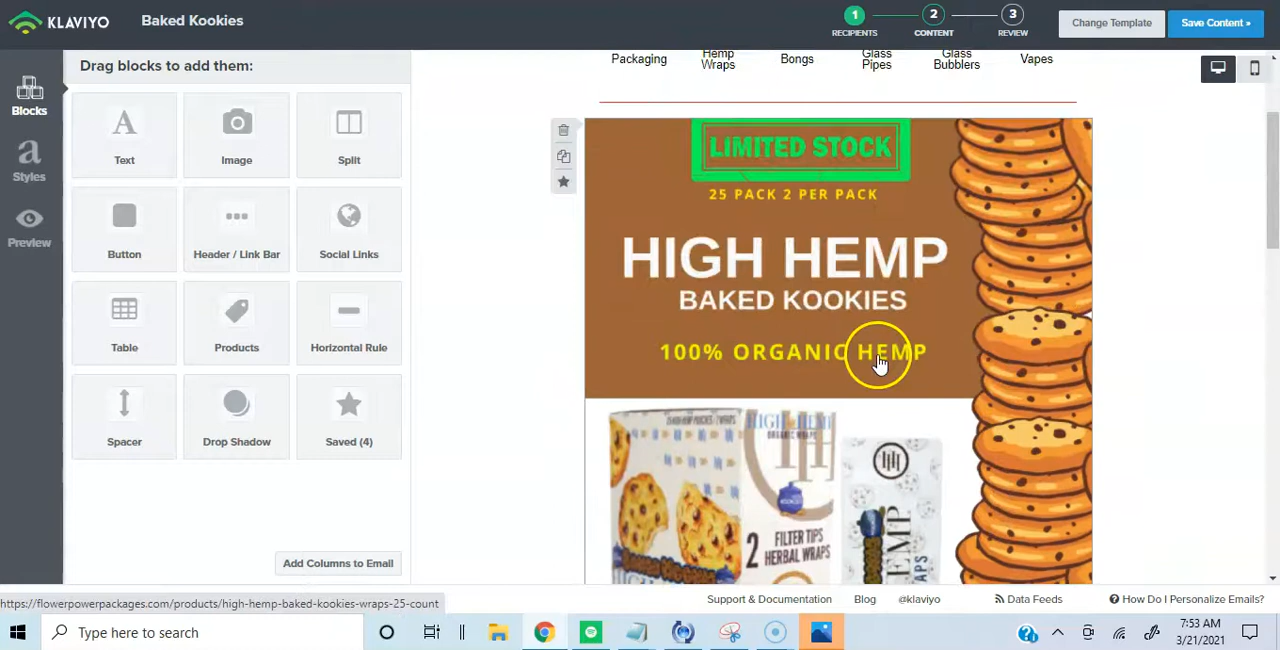 KLAVIYO
Baked Kookies
1
2
3
RECIPIENTS
CONTENT
REVIEW
Change Template
Save Content »
Blocks
Styles
Preview
Drag blocks to add them:
Text
Image
Split
Button
Header / Link Bar
Social Links
Table
Products
Horizontal Rule
Spacer
Drop Shadow
Saved (4)
Add Columns to Email
Packaging
Hemp Wraps
Bongs
Glass Pipes
Glass Bubblers
Vapes
LIMITED STOCK
25 PACK 2 PER PACK
HIGH HEMP
BAKED KOOKIES
100% ORGANIC HEMP
HIGH HEMP
ORGANIC WRAPS
2
FILTER TIPS
HERBAL WRAPS
https://flowerpowerpackages.com/products/high-hemp-baked-kookies-wraps-25-count
Support & Documentation
Blog
@klaviyo
Data Feeds
How Do I Personalize Emails?
Type here to search
7:53 AM
3/21/2021